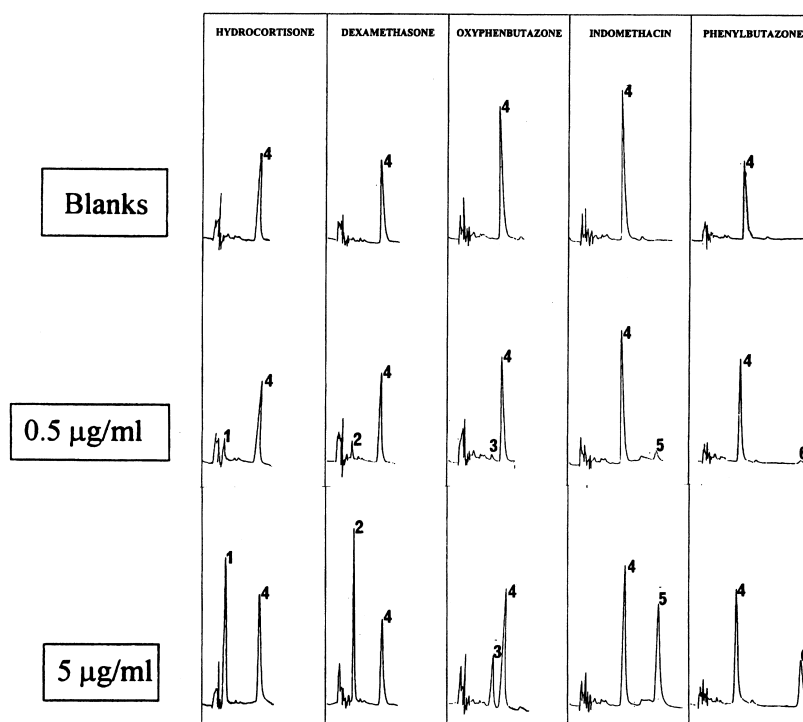 HYDROCORTISONE DEXAMETHASONE OXYPHENBUTAZONE INDOMETHACIN PHENYLBUTAZONE
Blanks 4 4 4 4 4
0.5 µg/ml 1 4 2 4 3 4 4 5 4 6
5 µg/ml 1 4 2 4 3 4 4 5 4